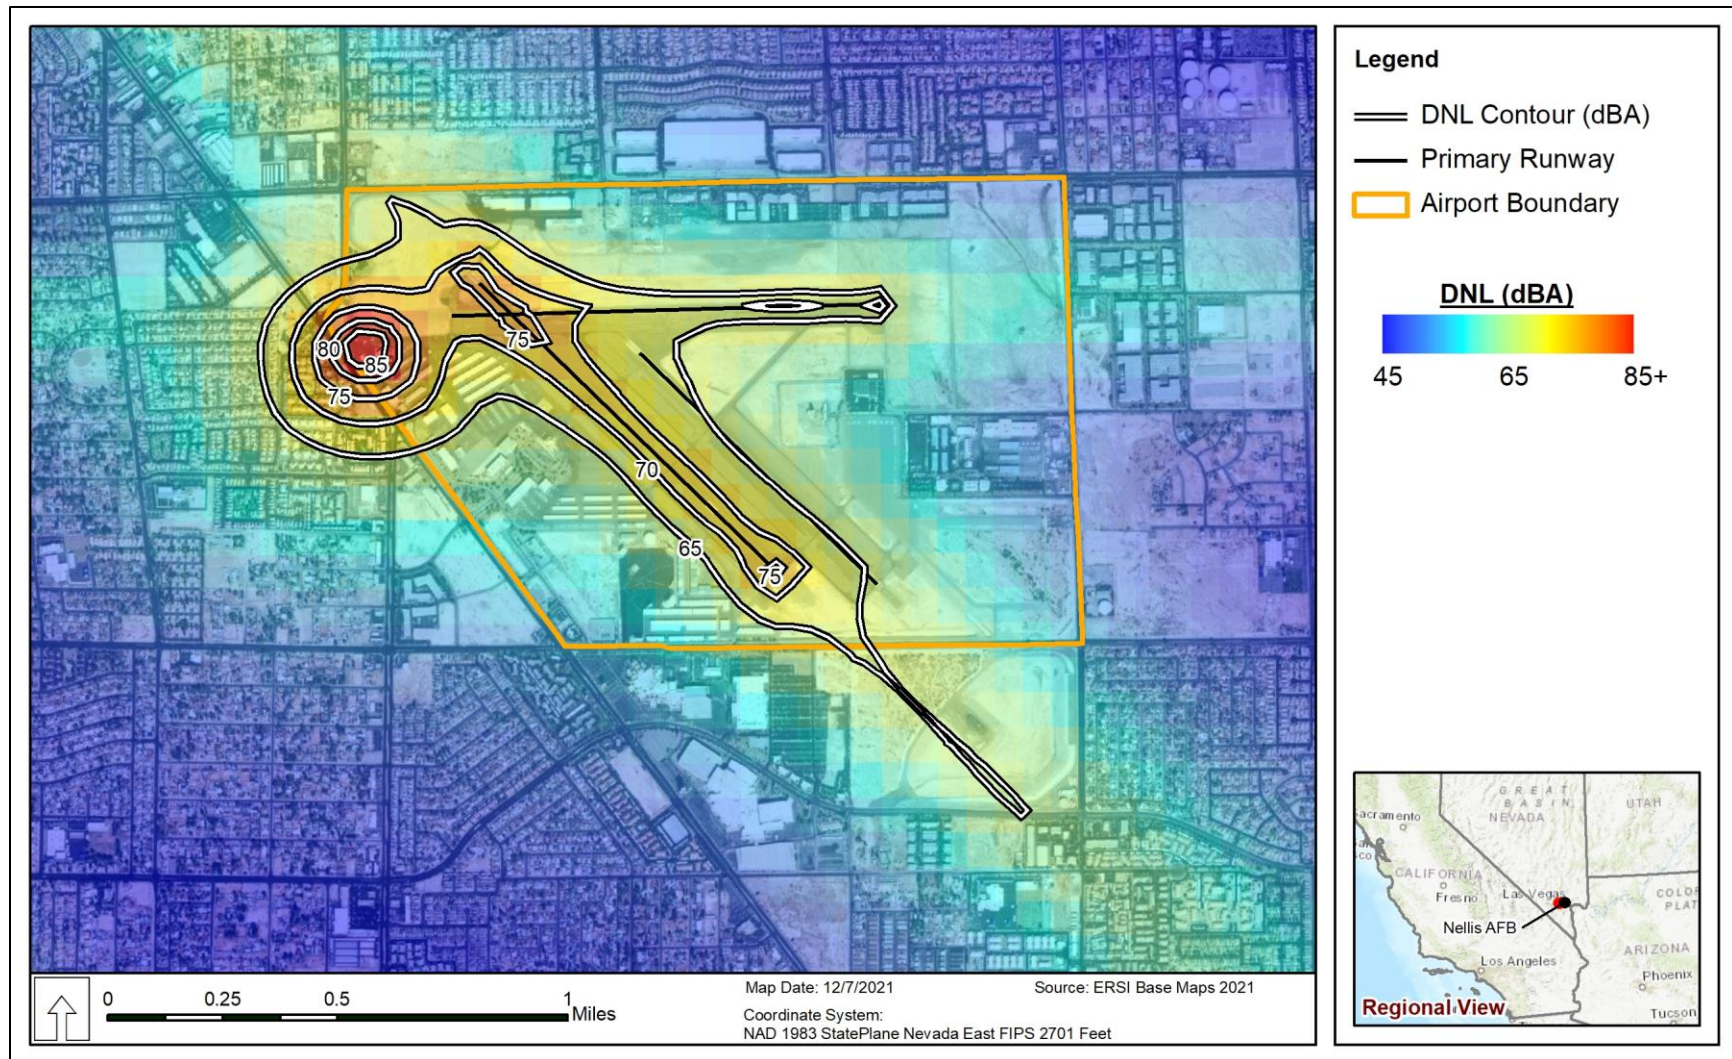 Legend
DNL Contour (dBA)
Primary Runway
Airport Boundary
DNL (dBA)
45 65 85+
75
80
85
75
70
65
75
GREAT
BASIN
UTAH
NEVADA
acramento
CALIFORNIA
Fresno
Las Vegas
COLO
PLAT
Nellis AFB
ARIZONA
Los Angeles
Phoenix
Tucson
Regional View
0 0.25 0.5 1
Miles
Map Date: 12/7/2021
Source: ERSI Base Maps 2021
Coordinate System:
NAD 1983 StatePlane Nevada East FIPS 2701 Feet